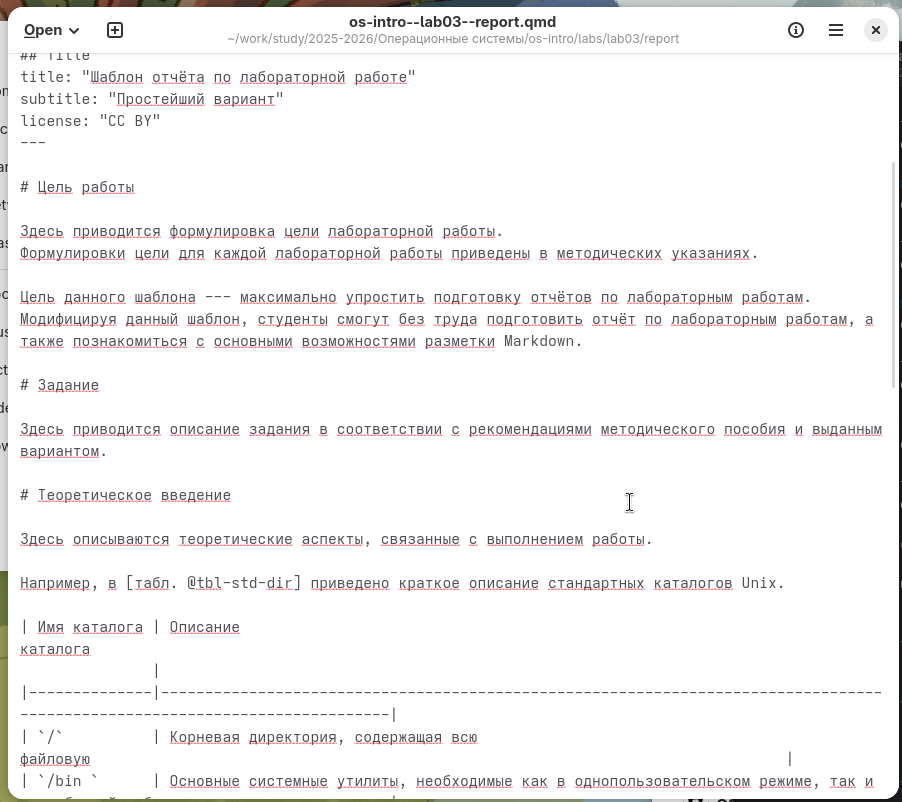 Open
os-intro--lab03--report.qmd
~/work/study/2025-2026/Операционные системы/os-intro/labs/lab03/report
## Title
title: "Шаблон отчёта по лабораторной работе"
subtitle: "Простейший вариант"
license: "CC BY"
---
# Цель работы
Здесь приводится формулировка цели лабораторной работы.
Формулировки цели для каждой лабораторной работы приведены в методических указаниях.
Цель данного шаблона --- максимально упростить подготовку отчётов по лабораторным работам.
Модифицируя данный шаблон, студенты смогут без труда подготовить отчёт по лабораторным работам, а
также познакомиться с основными возможностями разметки Markdown.
# Задание
Здесь приводится описание задания в соответствии с рекомендациями методического пособия и выданным
вариантом.
# Теоретическое введение
Здесь описываются теоретические аспекты, связанные с выполнением работы.
Например, в [табл. @tbl-std-dir] приведено краткое описание стандартных каталогов Unix.
| Имя каталога | Описание
каталога
|
|--------------|----------------------------------------------------------------------------------
------------------------------------------|
| `/`          | Корневая директория, содержащая всю
файловую                                                                               |
| `/bin `      | Основные системные утилиты, необходимые как в однопользовательском режиме, так и